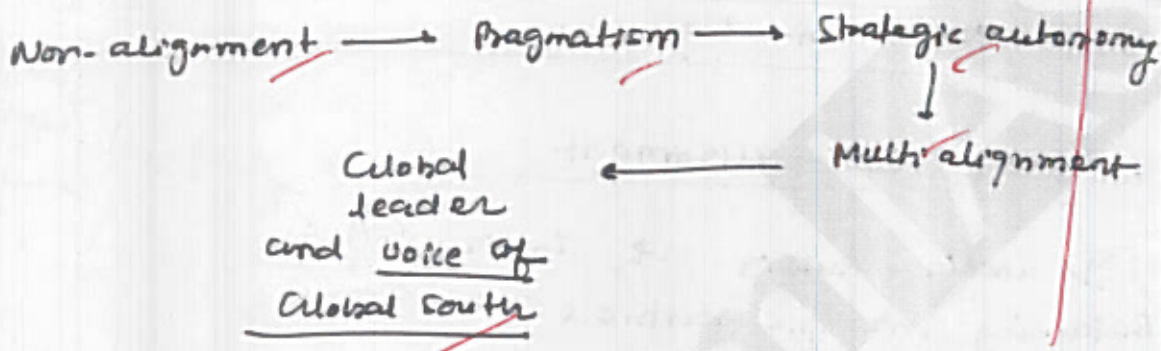 Non-alignment → Pragmatism → Strategic autonomy
↓
Multi alignment
←
Global
leader
and voice of
Global South